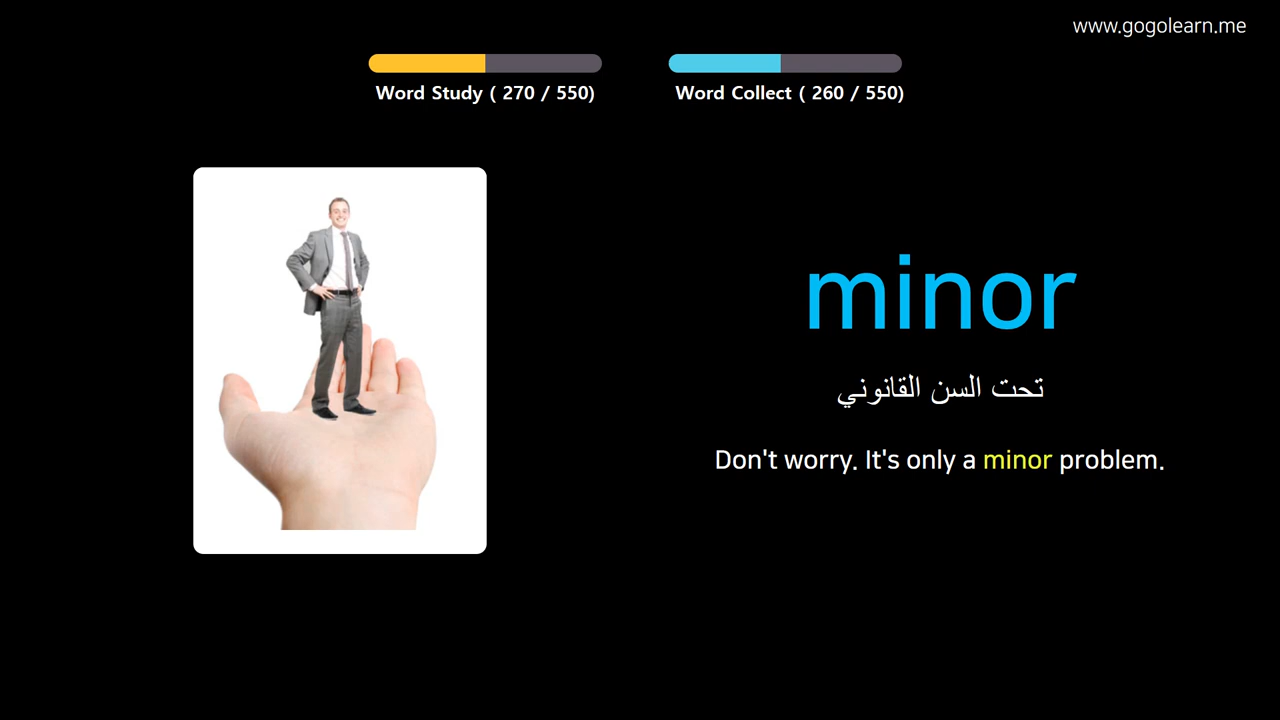 www.gogolearn.me
Word Study ( 270 / 550)
Word Collect ( 260 / 550)
minor
تحت السن القانوني
Don't worry. It's only a minor problem.